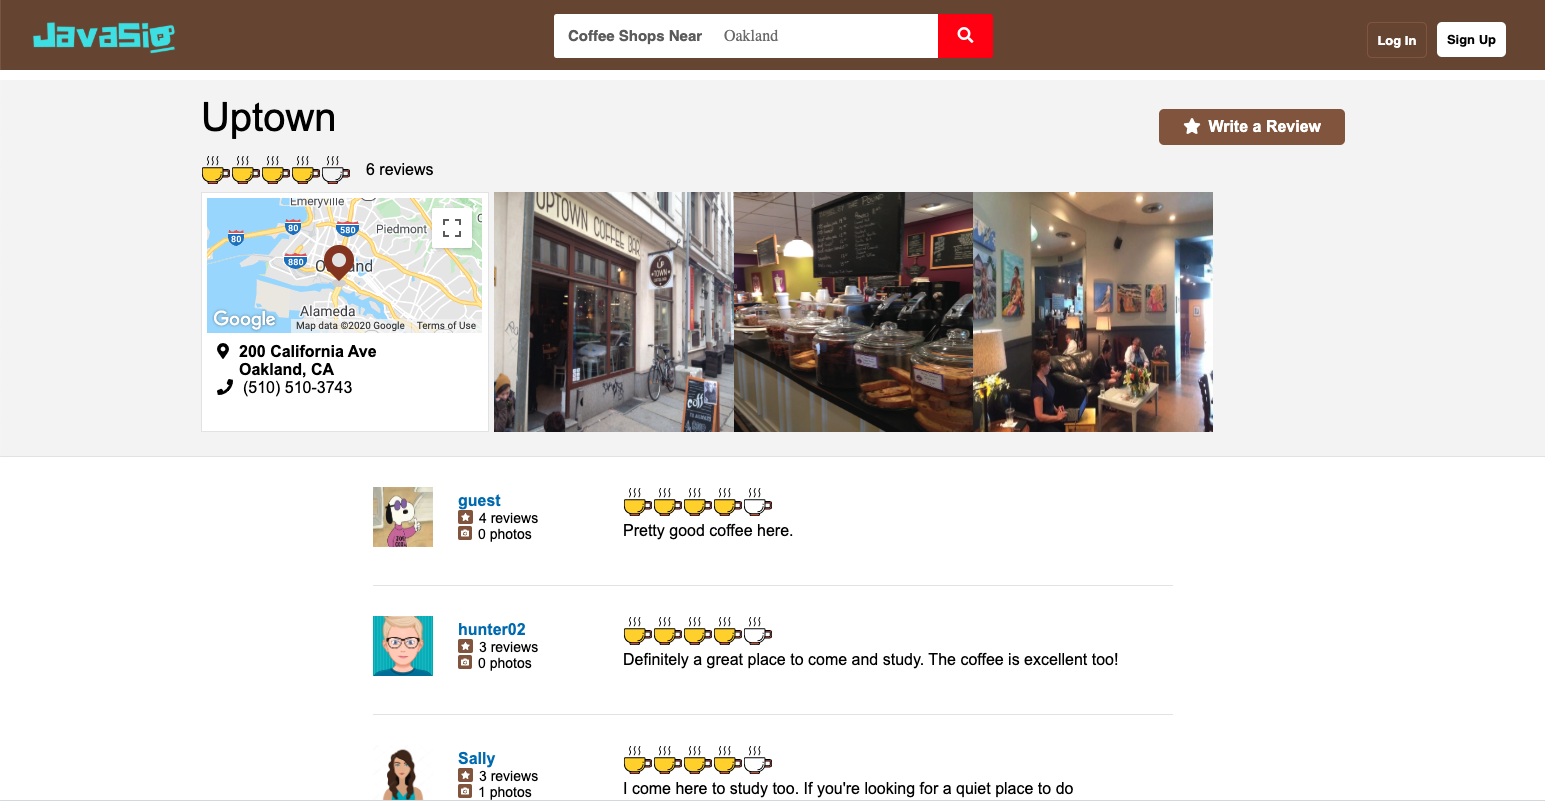 JavaSip
Coffee Shops Near Oakland
Log In
Sign Up
Uptown
Write a Review
6 reviews
Emeryville
80
80
580
Piedmont
880
Oakland
Alameda
Google
Map data ©2020 Google
Terms of Use
200 California Ave
Oakland, CA
(510) 510-3743
UPTOWN COFFEE BAR
UP
TOWN
guest
4 reviews
0 photos
Pretty good coffee here.
hunter02
3 reviews
0 photos
Definitely a great place to come and study. The coffee is excellent too!
Sally
3 reviews
1 photos
I come here to study too. If you're looking for a quiet place to do